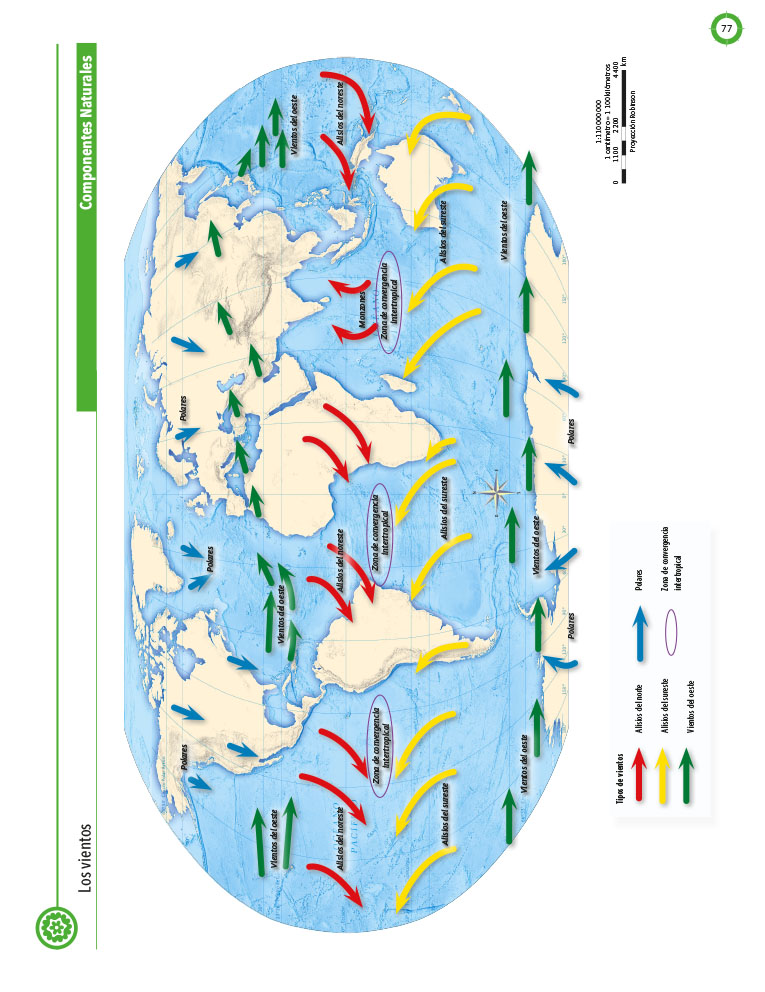 77
Los vientos
Componentes Naturales
Polares
Polares
Polares
Vientos del oeste
Vientos del oeste
Vientos del oeste
Alisios del noreste
Alisios del noreste
Alisios del noreste
Monzones
Zona de convergencia
Intertropical
Zona de convergencia
Intertropical
Zona de convergencia
Intertropical
Alisios del sureste
Alisios del sureste
Alisios del sureste
Vientos del oeste
Vientos del oeste
Vientos del oeste
Polares
Polares
Tipos de vientos
Alisios del norte
Alisios del sureste
Vientos del oeste
Polares
Zona de convergencia
intertropical
1:110 000 000
1 centímetro = 1 100 kilómetros
0 1 100 2 200 4 400
km
Proyección Robinson